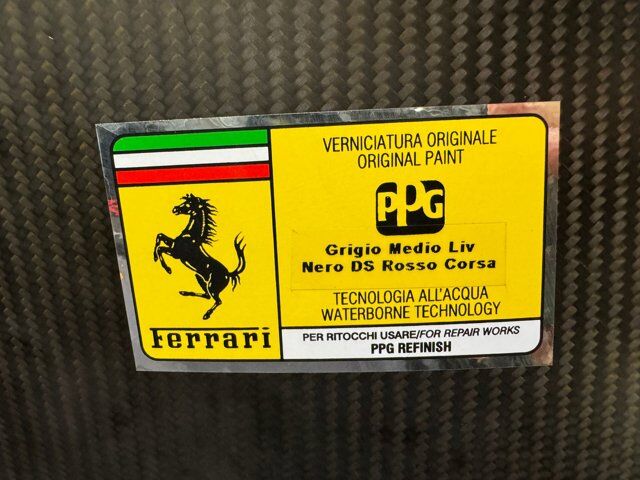 VERNICIATURA ORIGINALE
ORIGINAL PAINT
PPG
Grigio Medio Liv
Nero DS Rosso Corsa
TECNOLOGIA ALL'ACQUA
WATERBORNE TECHNOLOGY
Ferrari
PER RITOCCHI USARE/FOR REPAIR WORKS
PPG REFINISH